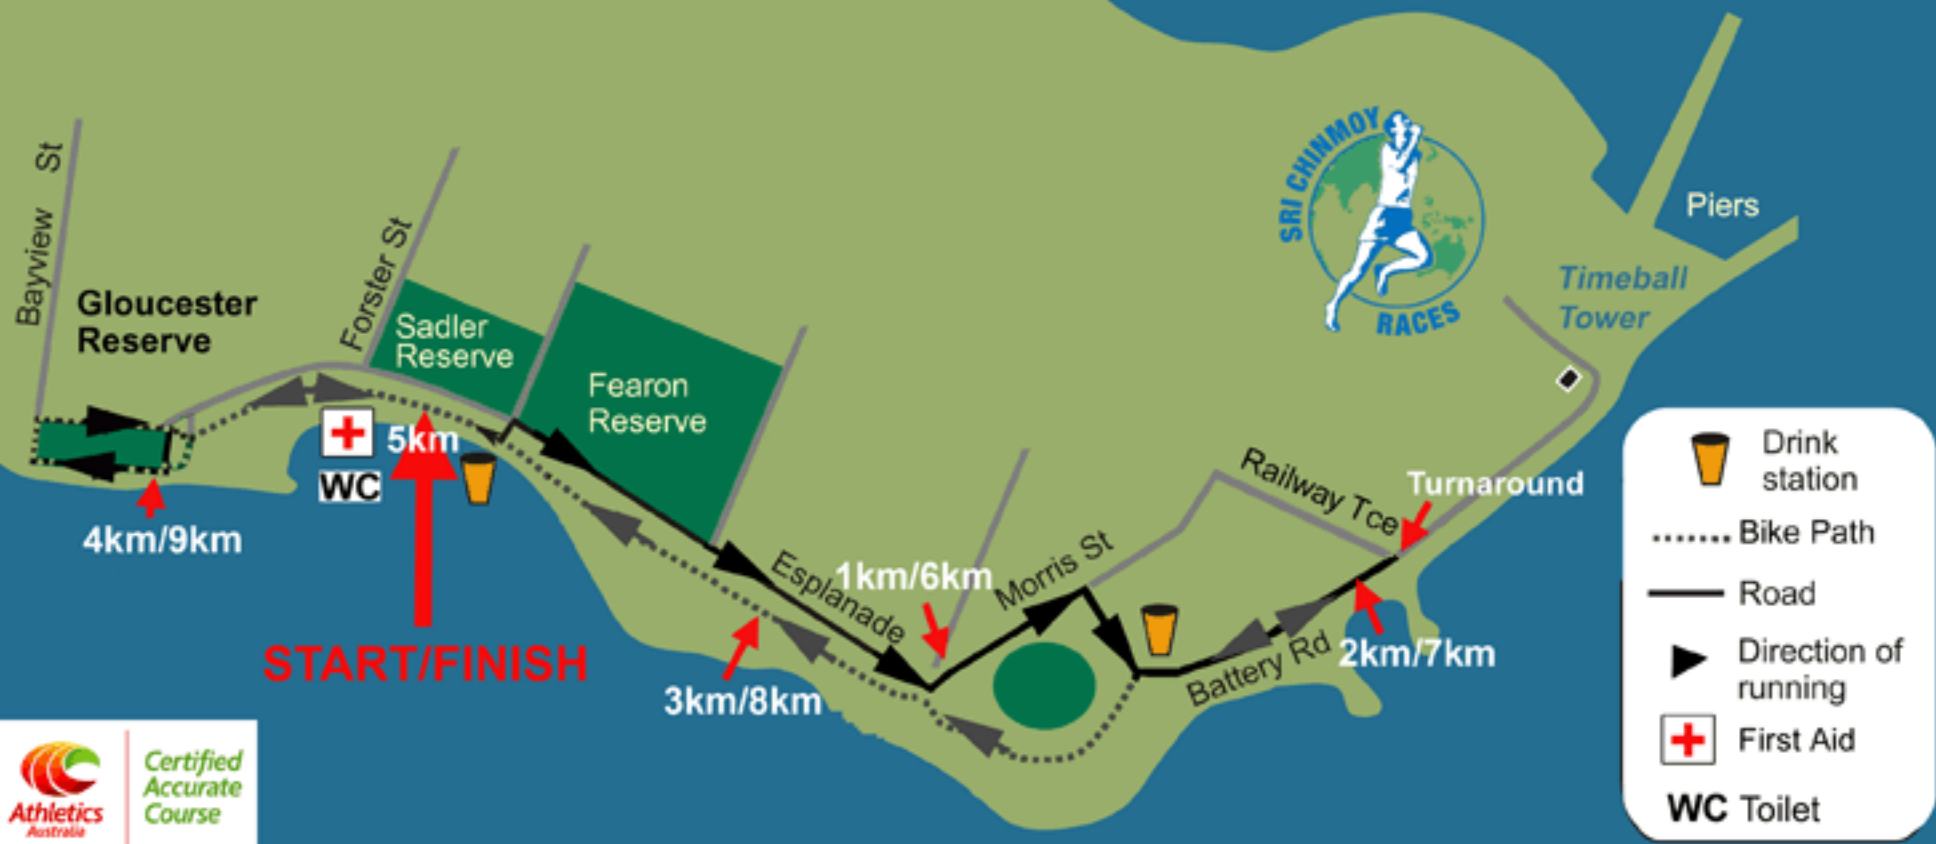 SRI CHINMOY
RACES
Piers
Timeball
Tower
Bayview St
Gloucester
Reserve
Forster St
Sadler
Reserve
Fearon
Reserve
5km
WC
4km/9km
START/FINISH
Esplanade
1km/6km
Morris St
Railway Tce
Turnaround
3km/8km
Battery Rd
2km/7km
Drink
station
Bike Path
Road
Direction of
running
First Aid
WC Toilet
Athletics
Australia
Certified
Accurate
Course